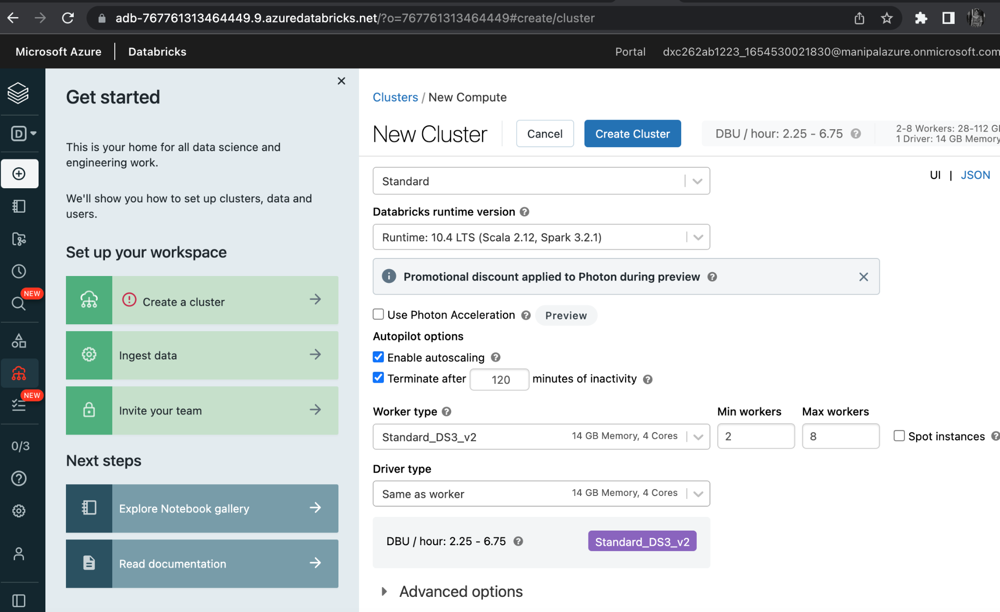 adb-767761313464449.9.azuredatabricks.net/?o=767761313464449#create/cluster
Microsoft Azure | Databricks
Portal dxc262ab1223_1654530021830@manipalazure.onmicrosoft.com
D
NEW
NEW
0/3
Get started
This is your home for all data science and
engineering work.
We'll show you how to set up clusters, data and
users.
Set up your workspace
Create a cluster
Ingest data
Invite your team
Next steps
Explore Notebook gallery
Read documentation
Clusters / New Compute
New Cluster
Cancel
Create Cluster
DBU / hour: 2.25 - 6.75
2-8 Workers: 28-112 G
1 Driver: 14 GB Memory
UI | JSON
Standard
Databricks runtime version
Runtime: 10.4 LTS (Scala 2.12, Spark 3.2.1)
Promotional discount applied to Photon during preview
Use Photon Acceleration Preview
Autopilot options
Enable autoscaling
Terminate after 120 minutes of inactivity
Worker type Min workers Max workers
Standard_DS3_v2 14 GB Memory, 4 Cores 2 8 Spot instances
Driver type
Same as worker 14 GB Memory, 4 Cores
DBU / hour: 2.25 - 6.75 Standard_DS3_v2
Advanced options